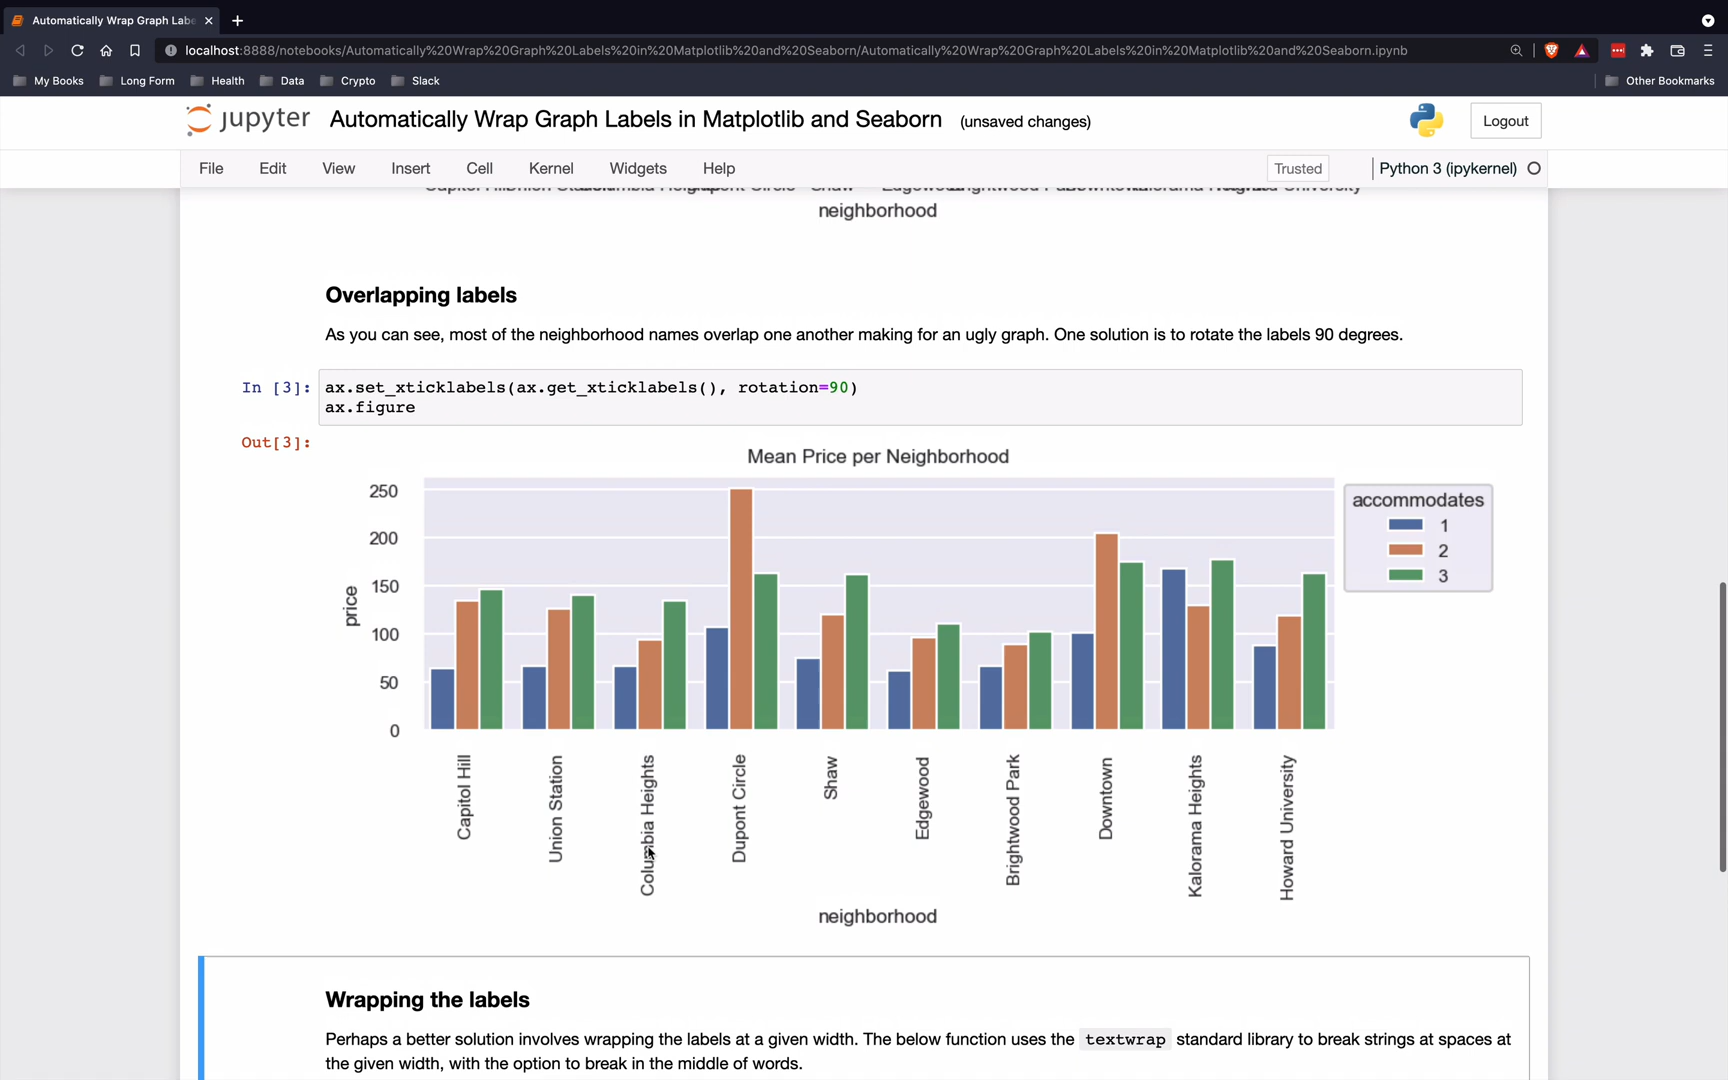 Automatically Wrap Graph Labe
localhost:8888/notebooks/Automatically%20Wrap%20Graph%20Labels%20in%20Matplotlib%20and%20Seaborn/Automatically%20Wrap%20Graph%20Labels%20in%20Matplotlib%20and%20Seaborn.ipynb
My Books Long Form Health Data Crypto Slack Other Bookmarks
jupyter Automatically Wrap Graph Labels in Matplotlib and Seaborn (unsaved changes) Logout
File Edit View Insert Cell Kernel Widgets Help Trusted Python 3 (ipykernel)
neighborhood
Overlapping labels
As you can see, most of the neighborhood names overlap one another making for an ugly graph. One solution is to rotate the labels 90 degrees.
In [3]: ax.set_xticklabels(ax.get_xticklabels(), rotation=90)
ax.figure
Out[3]:
Mean Price per Neighborhood
250
200
150
100
50
0
price
accommodates
1
2
3
Capitol Hill
Union Station
Columbia Heights
Dupont Circle
Shaw
Edgewood
Brightwood Park
Downtown
Kalorama Heights
Howard University
neighborhood
Wrapping the labels
Perhaps a better solution involves wrapping the labels at a given width. The below function uses the textwrap standard library to break strings at spaces at
the given width, with the option to break in the middle of words.